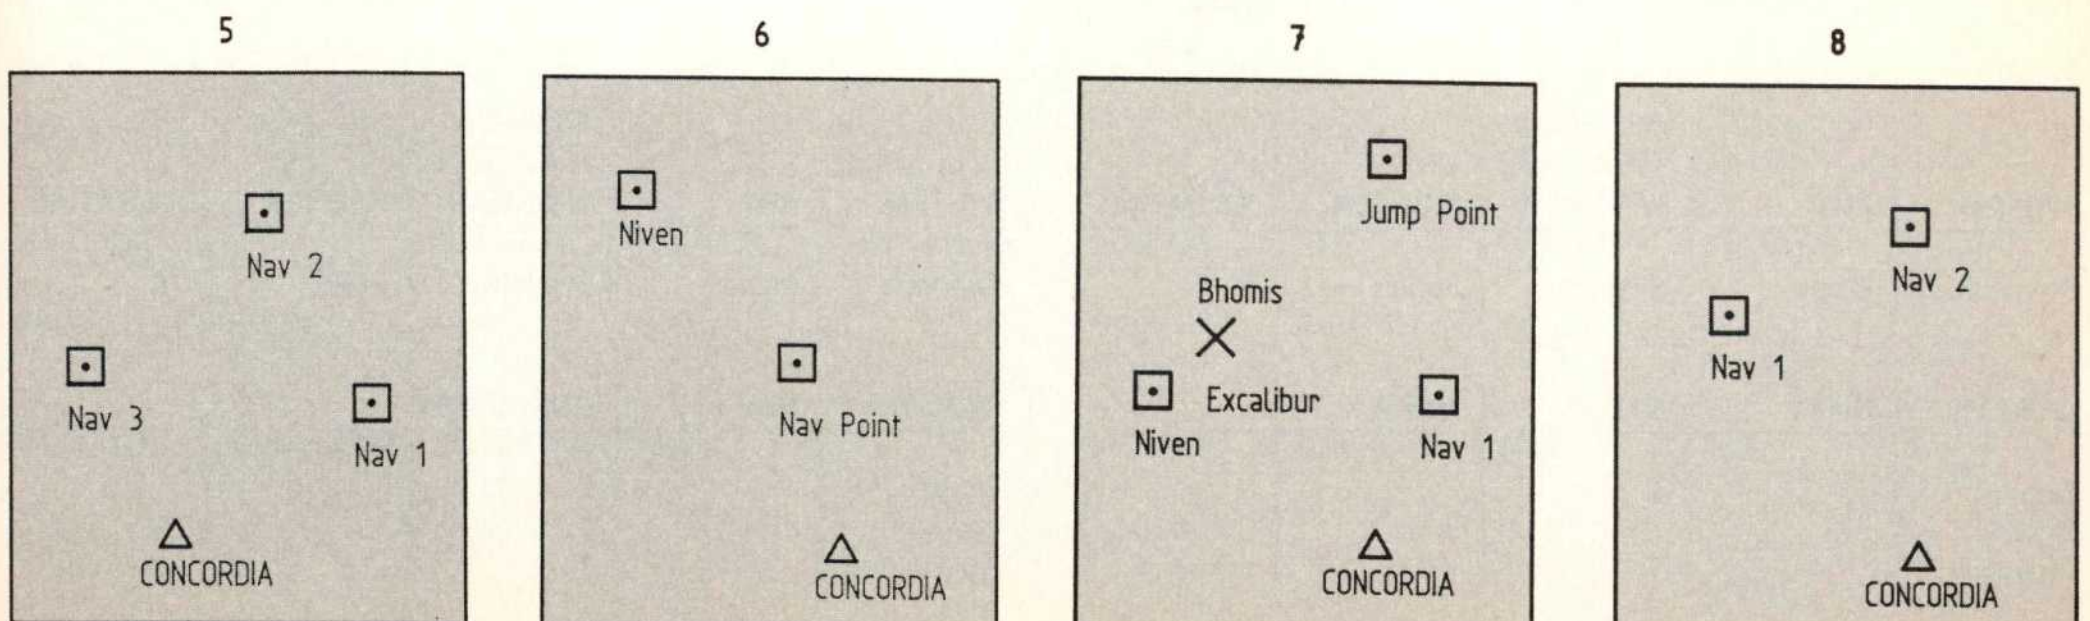 5
Nav 2
Nav 3
Nav 1
CONCORDIA
6
Niven
Nav Point
CONCORDIA
7
Jump Point
Bhomis
Excalibur
Niven
Nav 1
CONCORDIA
8
Nav 2
Nav 1
CONCORDIA